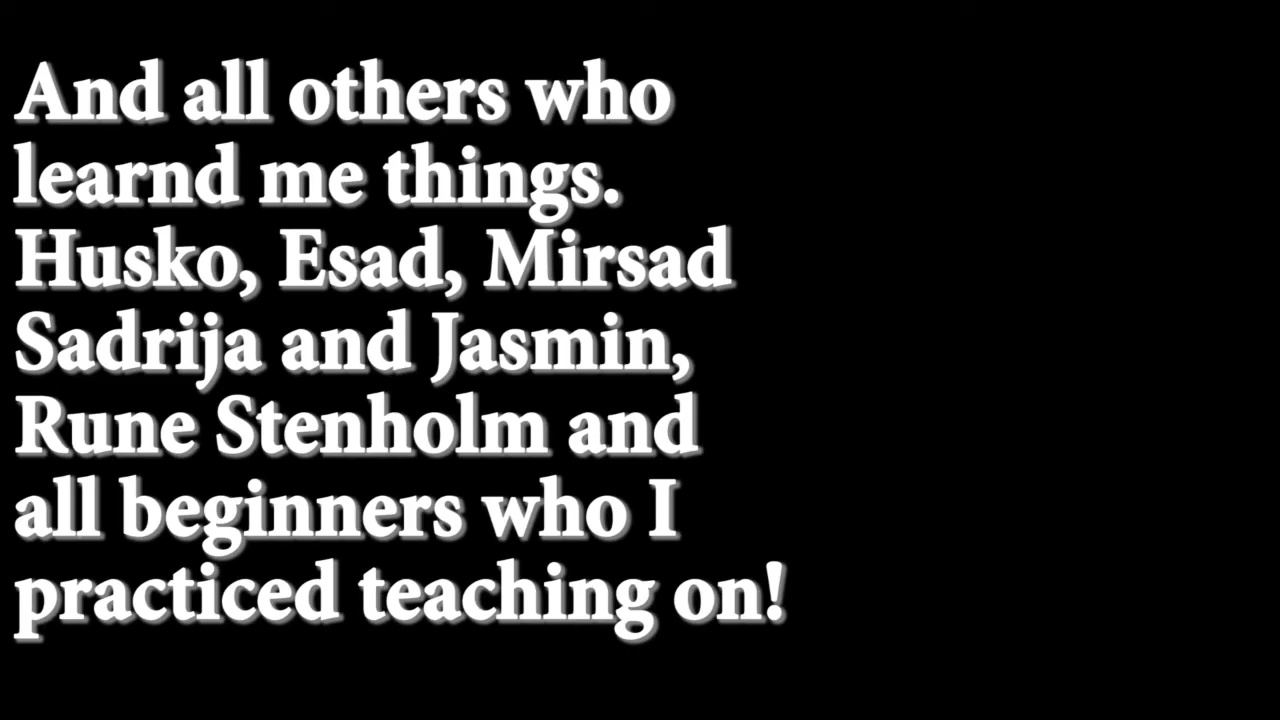 And all others who
learnd me things.
Husko, Esad, Mirsad
Sadrija and Jasmin,
Rune Stenholm and
all beginners who I
practiced teaching on!